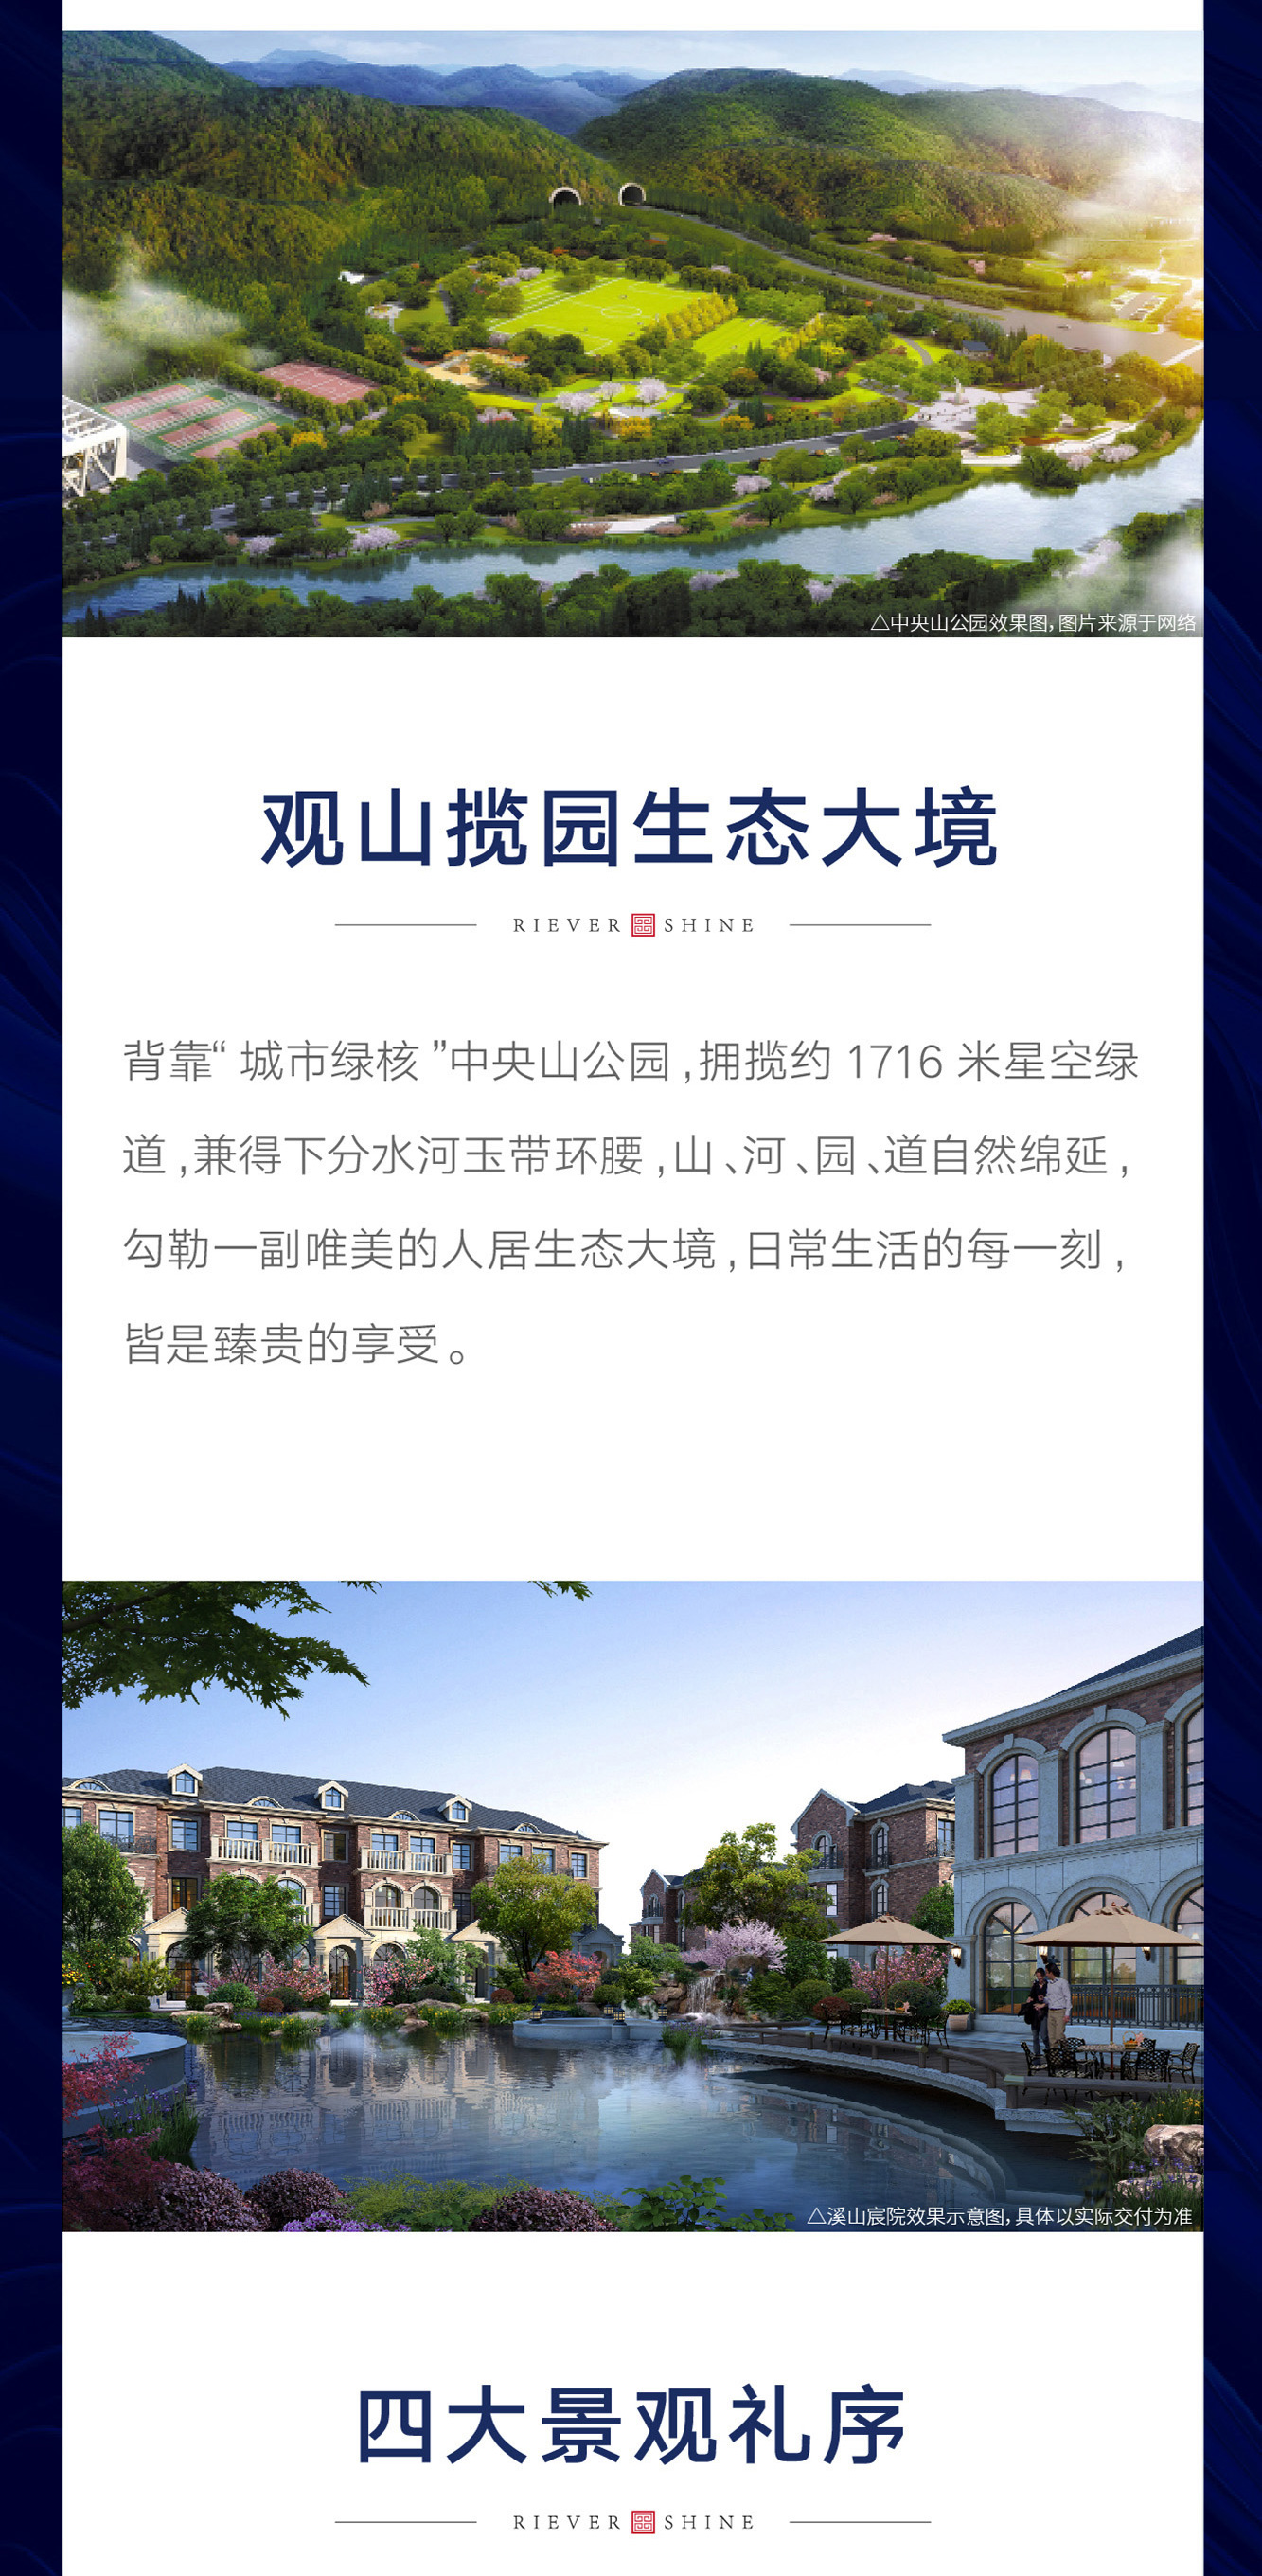 △中央山公园效果图,图片来源于网络
观山揽园生态大境
RIEVER SHINE
背靠“城市绿核”中央山公园,拥揽约1716米星空绿
道,兼得下分水河玉带环腰,山、河、园、道自然绵延,
勾勒一副唯美的人居生态大境,日常生活的每一刻,
皆是臻贵的享受。
△溪山宸院效果示意图,具体以实际交付为准
四大景观礼序
RIEVER SHINE